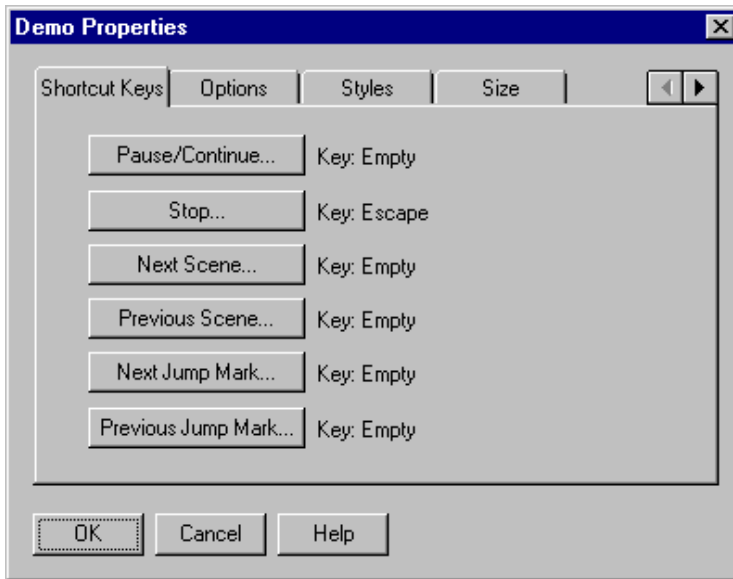 Demo Properties
Shortcut Keys Options Styles Size
Pause/Continue... Key: Empty
Stop... Key: Escape
Next Scene... Key: Empty
Previous Scene... Key: Empty
Next Jump Mark... Key: Empty
Previous Jump Mark... Key: Empty
OK Cancel Help